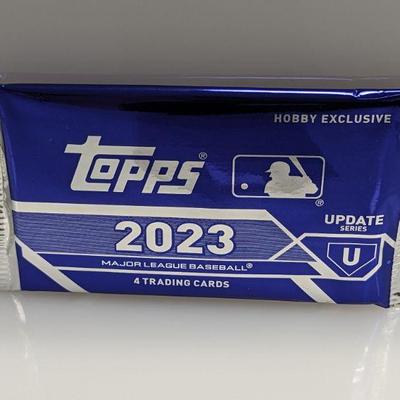 HOBBY EXCLUSIVE
Topps®
UPDATE
SERIES
2023
U
MAJOR LEAGUE BASEBALL®
4 TRADING CARDS